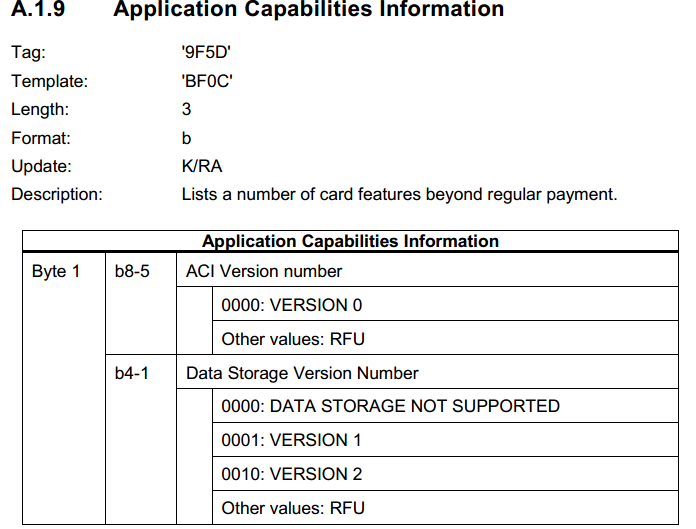 A.1.9 Application Capabilities Information
Tag: '9F5D'
Template: 'BF0C'
Length: 3
Format: b
Update: K/RA
Description: Lists a number of card features beyond regular payment.
Application Capabilities Information
Byte 1 b8-5 ACI Version number
0000: VERSION 0
Other values: RFU
b4-1 Data Storage Version Number
0000: DATA STORAGE NOT SUPPORTED
0001: VERSION 1
0010: VERSION 2
Other values: RFU